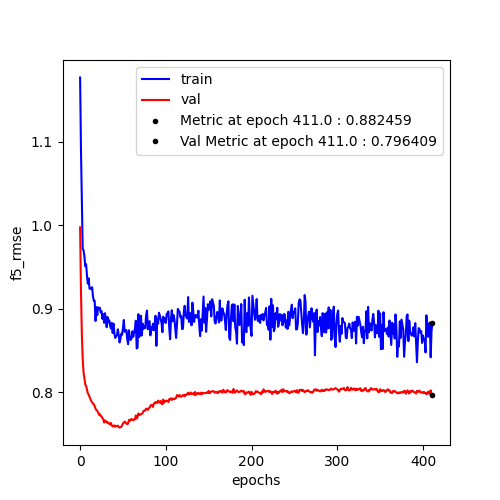 train
val
Metric at epoch 411.0 : 0.882459
Val Metric at epoch 411.0 : 0.796409
1.1
1.0
0.9
0.8
f5_rmse
0 100 200 300 400
epochs